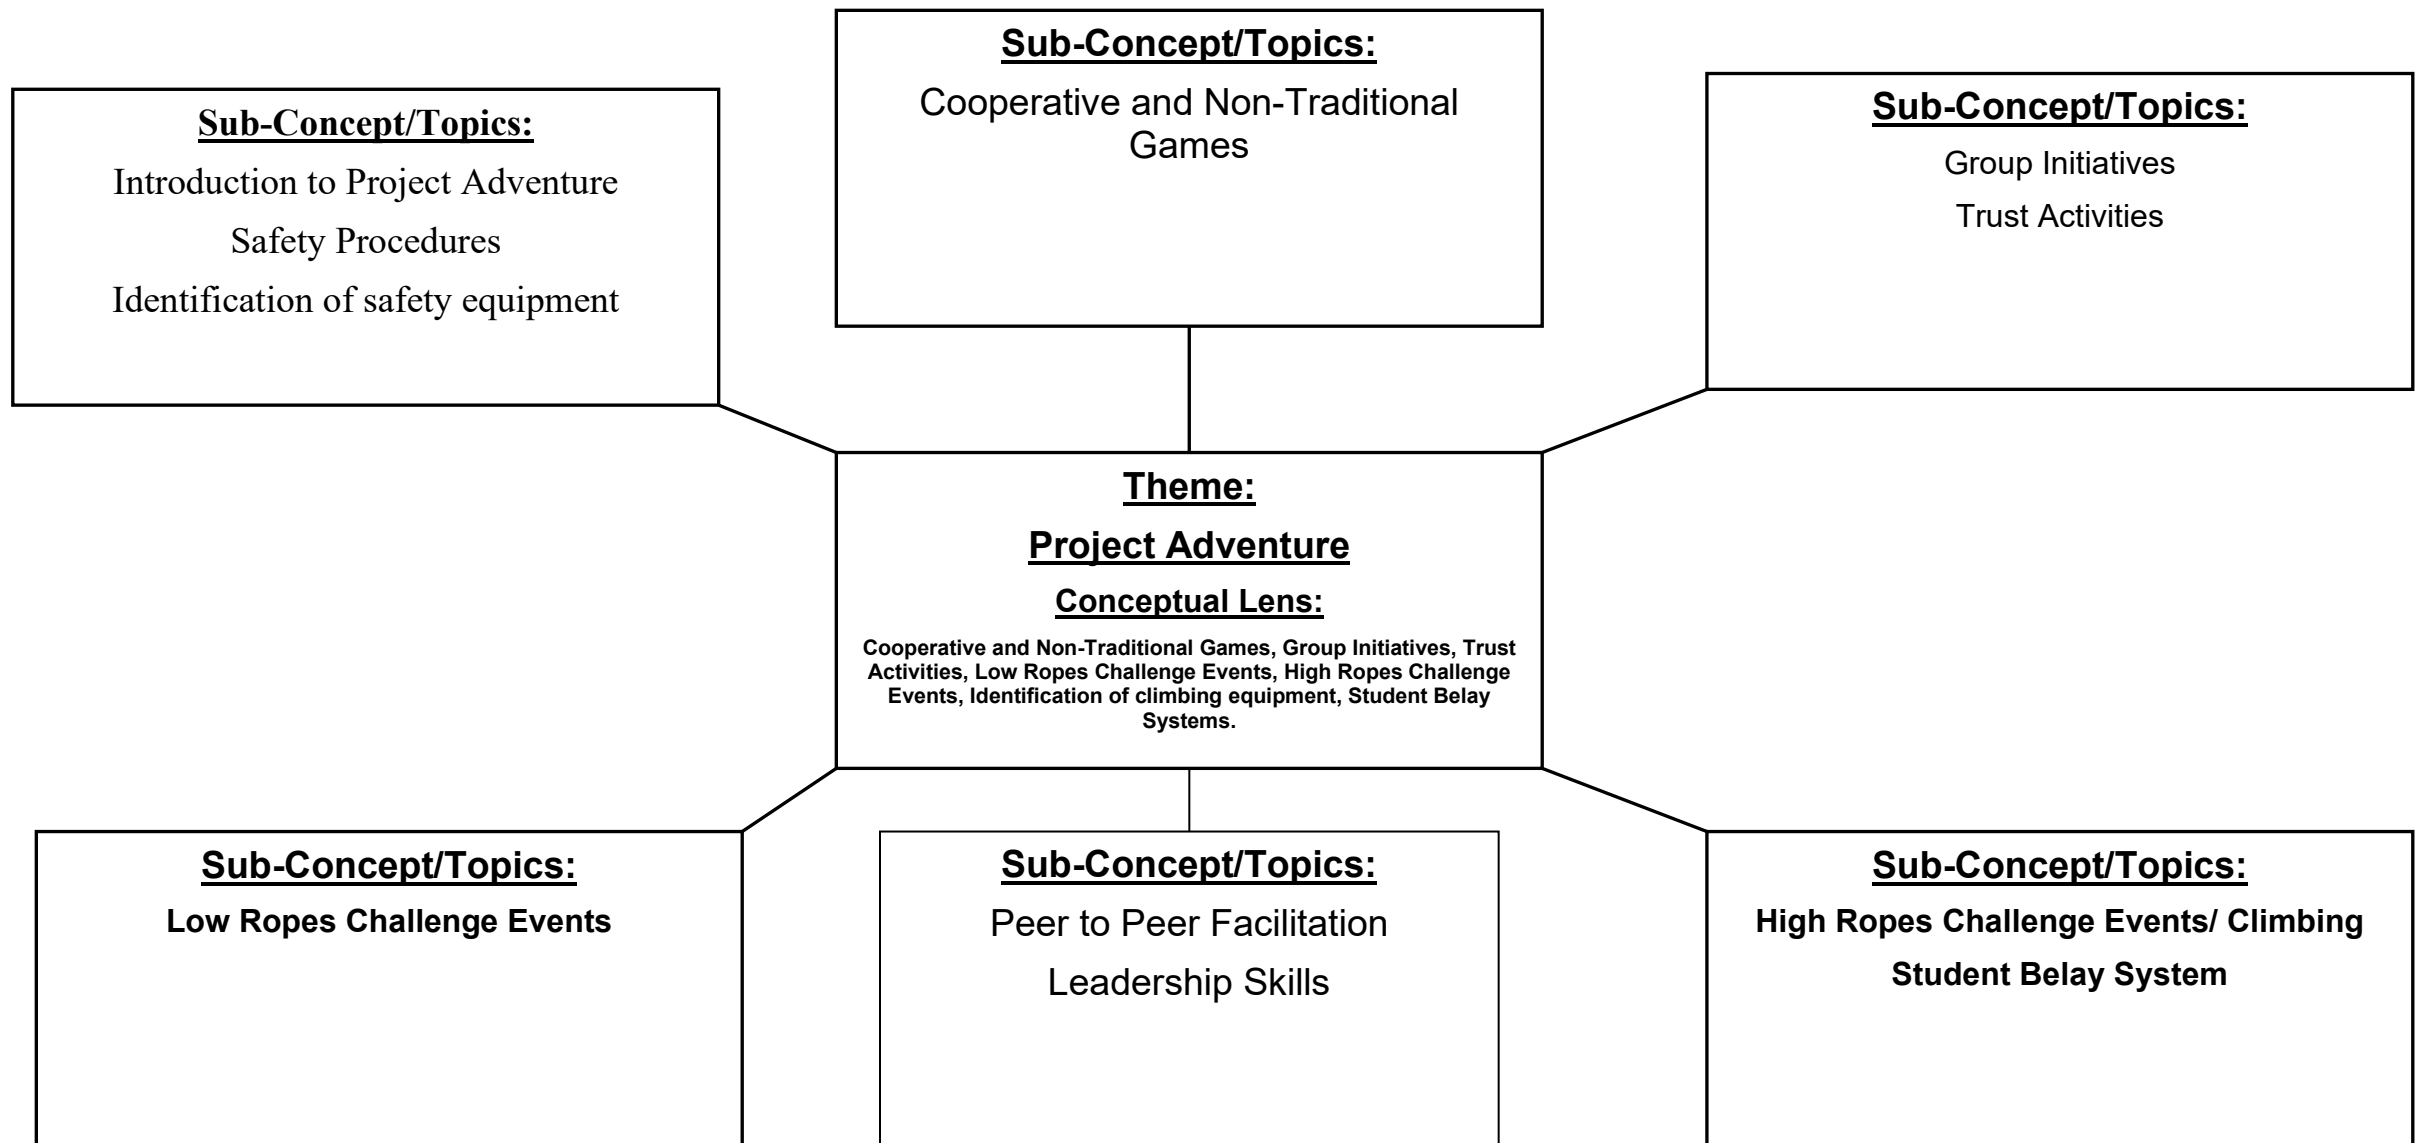 Sub-Concept/Topics:
Introduction to Project Adventure
Safety Procedures
Identification of safety equipment
Sub-Concept/Topics:
Cooperative and Non-Traditional
Games
Sub-Concept/Topics:
Group Initiatives
Trust Activities
Theme:
Project Adventure
Conceptual Lens:
Cooperative and Non-Traditional Games, Group Initiatives, Trust
Activities, Low Ropes Challenge Events, High Ropes Challenge
Events, Identification of climbing equipment, Student Belay
Systems.
Sub-Concept/Topics:
Low Ropes Challenge Events
Sub-Concept/Topics:
Peer to Peer Facilitation
Leadership Skills
Sub-Concept/Topics:
High Ropes Challenge Events/ Climbing
Student Belay System